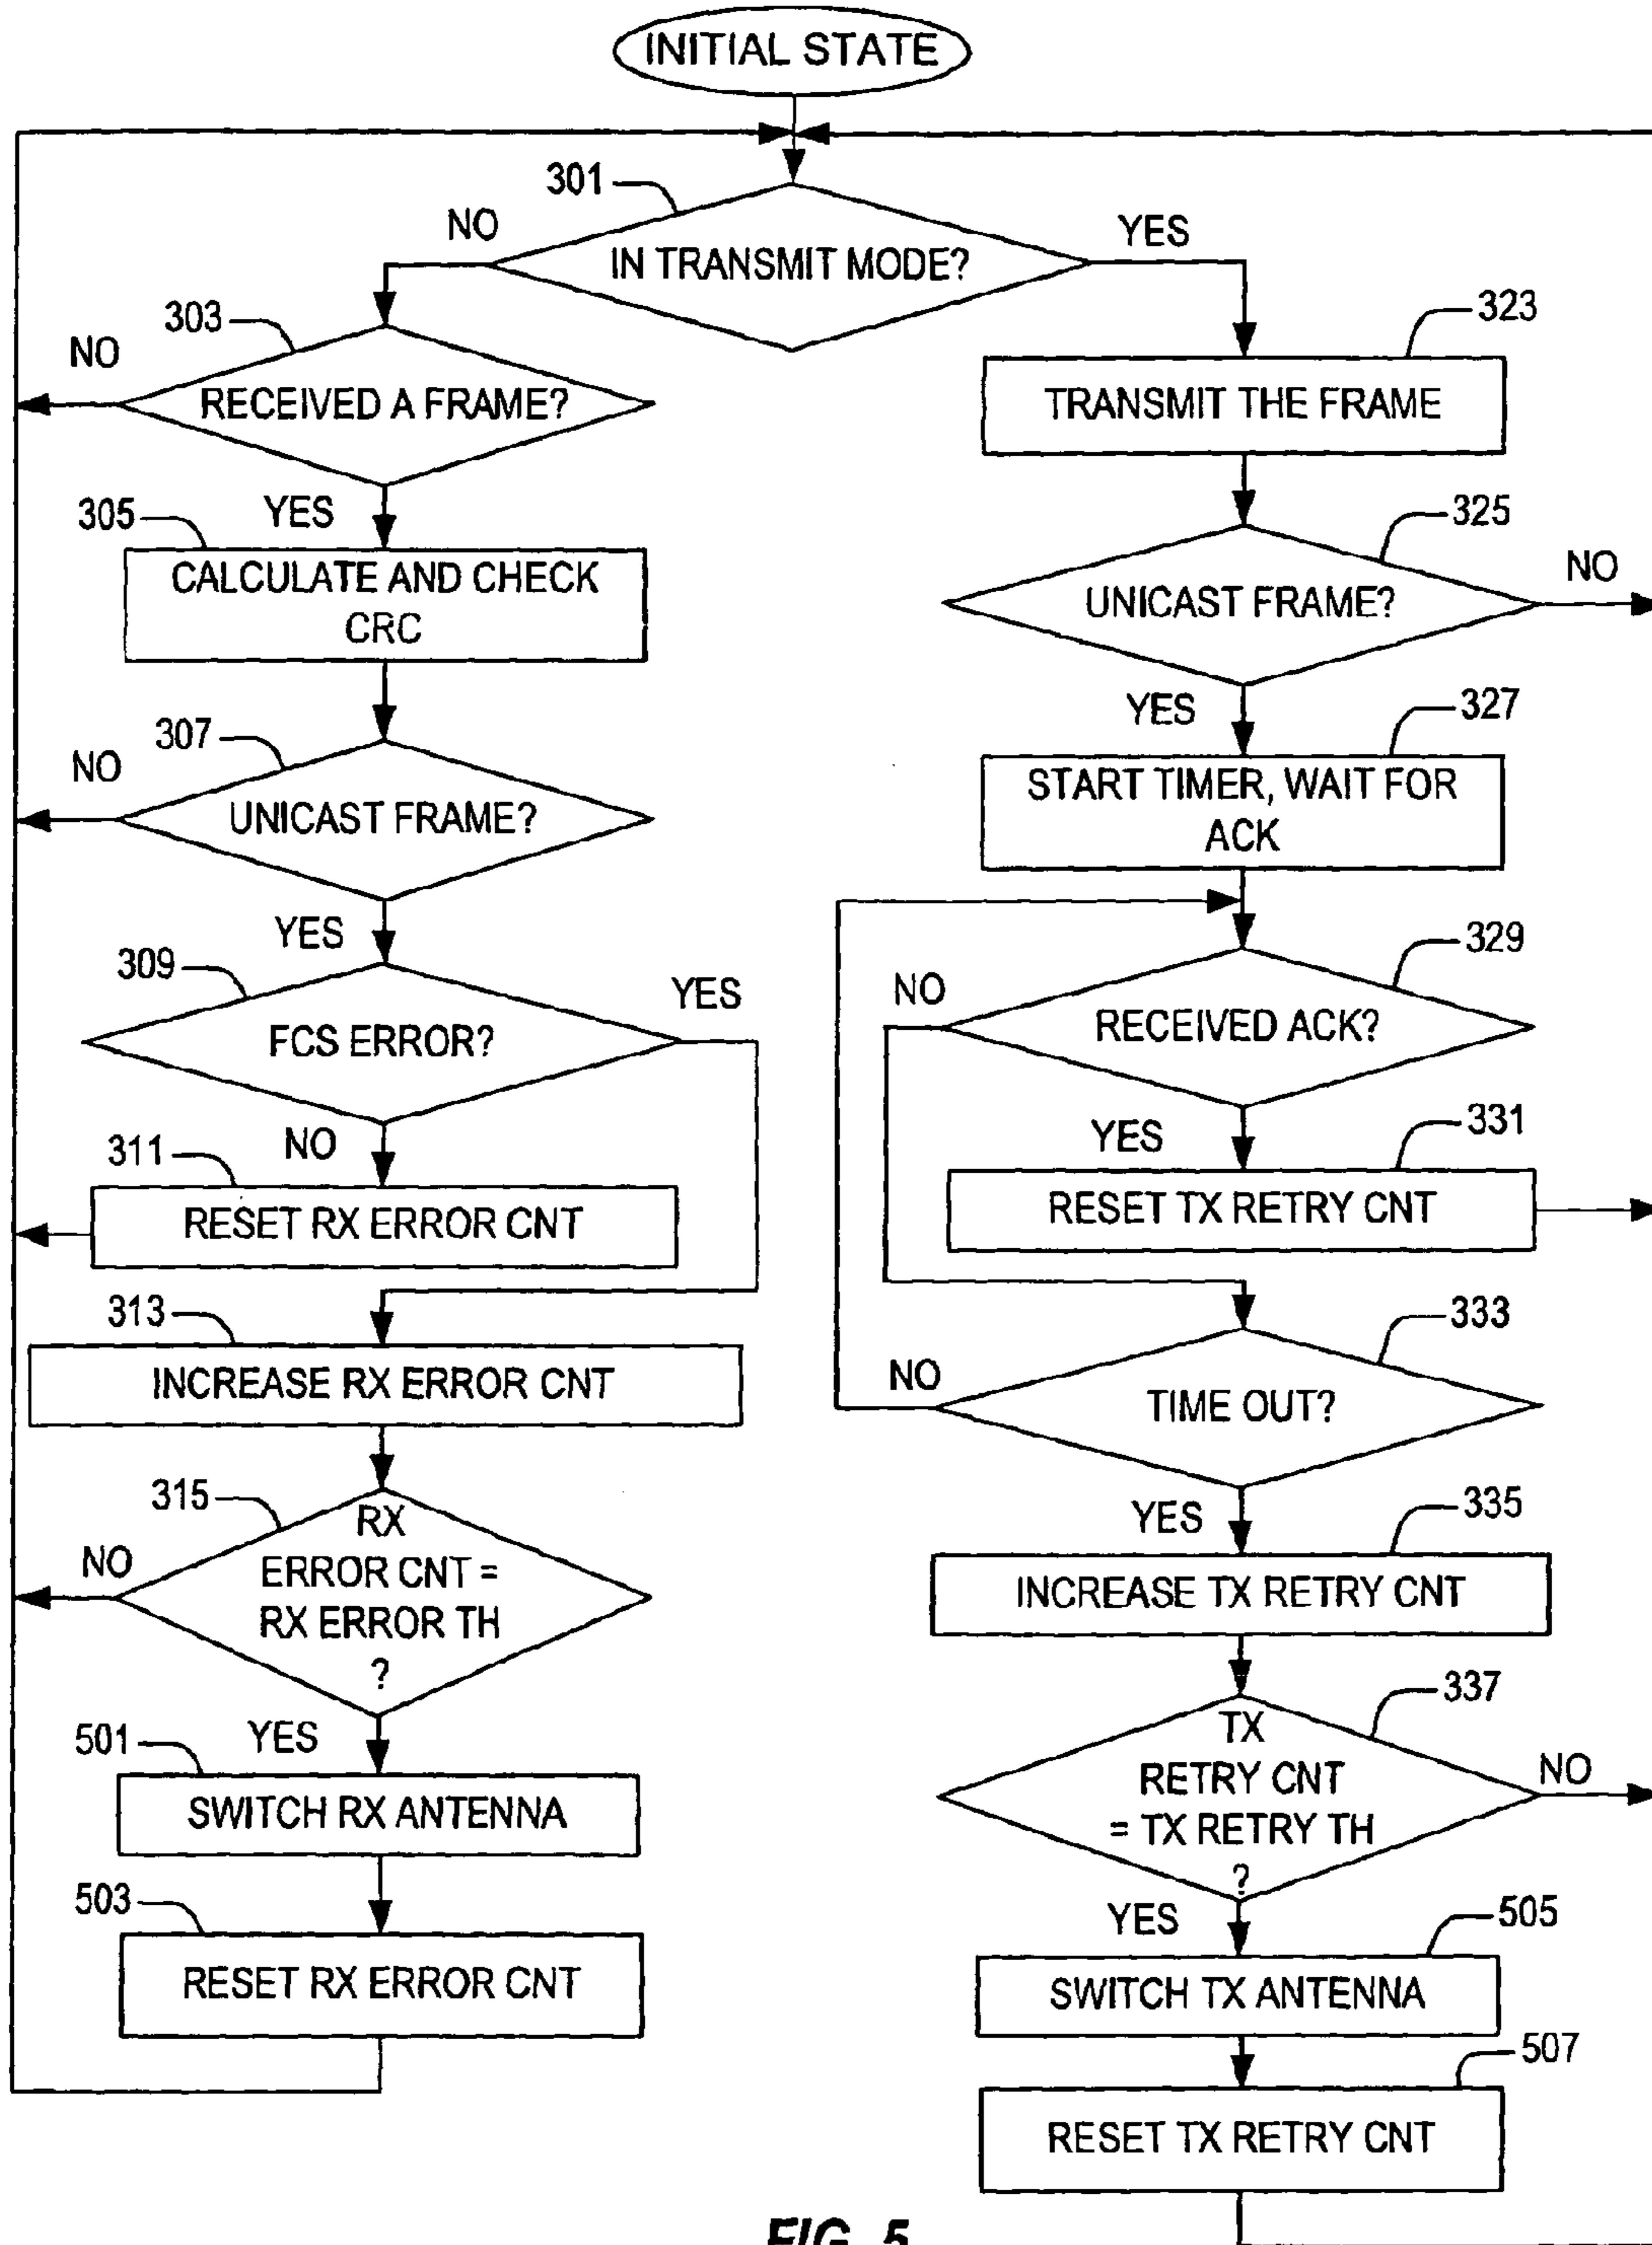 INITIAL STATE
301
NO
YES
IN TRANSMIT MODE?
303
NO
RECEIVED A FRAME?
YES
305
CALCULATE AND CHECK
CRC
307
NO
UNICAST FRAME?
YES
309
YES
FCS ERROR?
NO
311
RESET RX ERROR CNT
313
INCREASE RX ERROR CNT
315
NO
RX
ERROR CNT =
RX ERROR TH
?
YES
501
SWITCH RX ANTENNA
503
RESET RX ERROR CNT
323
TRANSMIT THE FRAME
325
NO
UNICAST FRAME?
YES
327
START TIMER, WAIT FOR
ACK
329
NO
RECEIVED ACK?
YES
331
RESET TX RETRY CNT
333
NO
TIME OUT?
YES
335
INCREASE TX RETRY CNT
337
TX
RETRY CNT
= TX RETRY TH
?
NO
YES
505
SWITCH TX ANTENNA
507
RESET TX RETRY CNT
FIG. 5